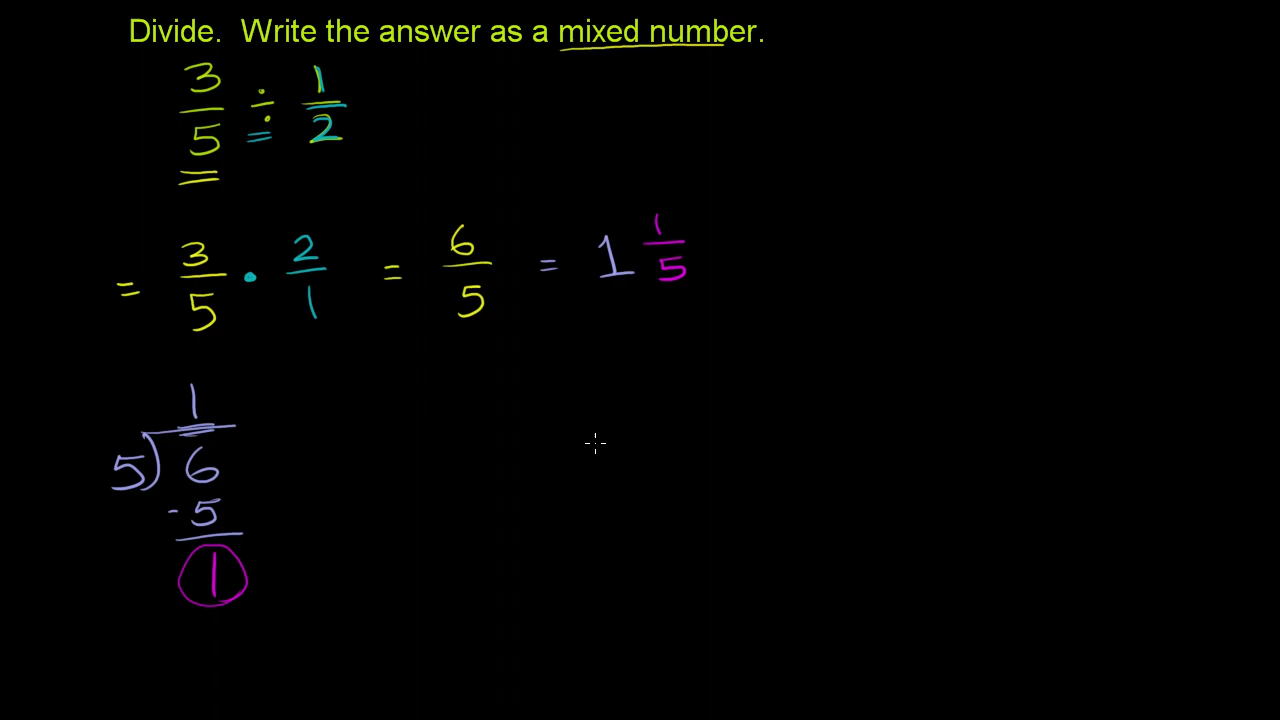 Divide. Write the answer as a mixed number.
3/5 ÷ 1/2
= 3/5 · 2/1 = 6/5 = 1 1/5
1
5)6
-5
1